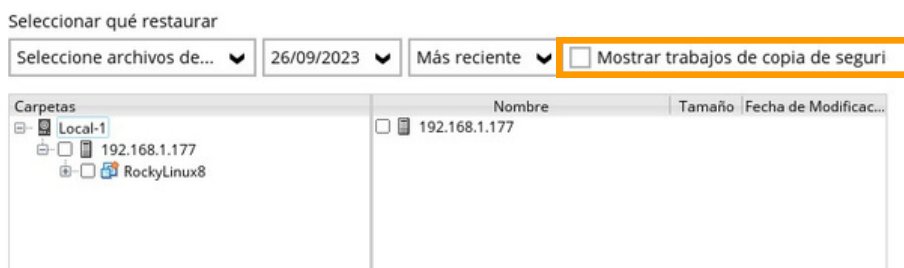 Seleccionar qué restaurar
Seleccione archivos de... 26/09/2023 Más reciente Mostrar trabajos de copia de seguri
Carpetas Nombre Tamaño Fecha de Modificac...
Local-1 192.168.1.177
192.168.1.177
RockyLinux8